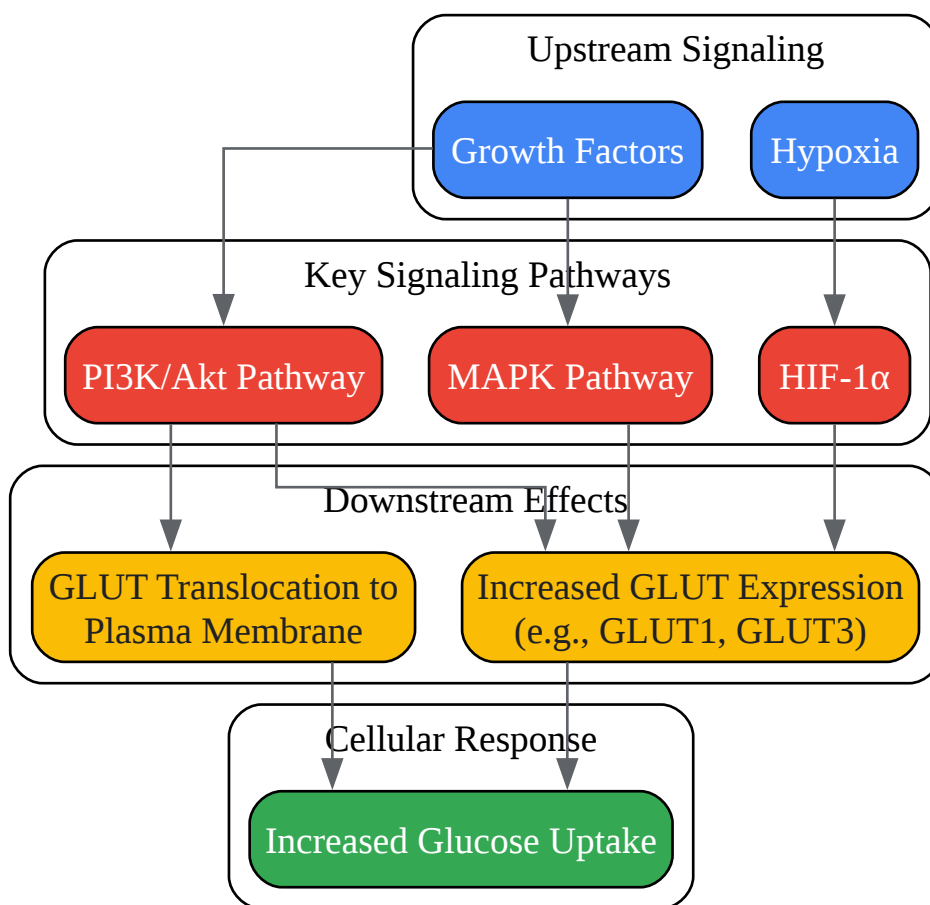 Upstream Signaling
Growth Factors
Hypoxia
Key Signaling Pathways
PI3K/Akt Pathway
MAPK Pathway
HIF-1α
Downstream Effects
GLUT Translocation to
Plasma Membrane
Increased GLUT Expression
(e.g., GLUT1, GLUT3)
Cellular Response
Increased Glucose Uptake